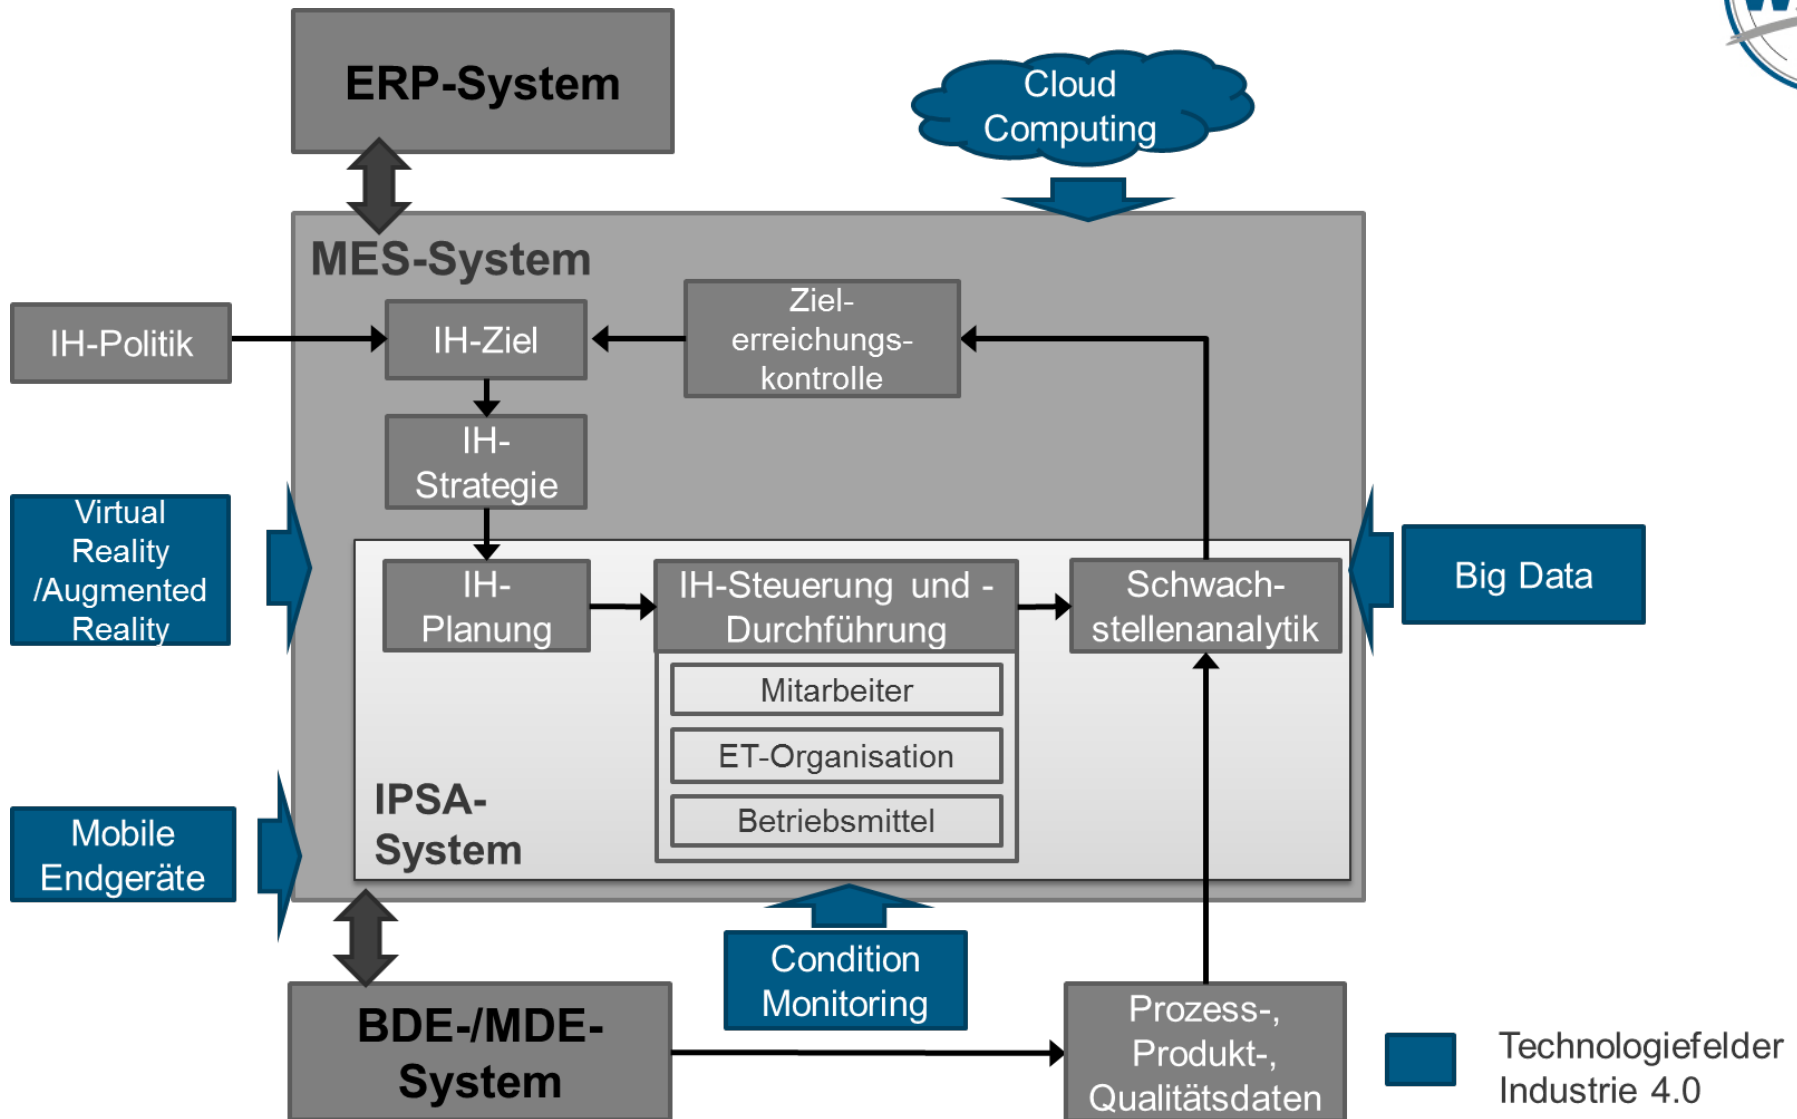 ERP-System
Cloud
Computing
MES-System
IH-Politik
IH-Ziel
Ziel-
erreichungs-
kontrolle
IH-
Strategie
Virtual
Reality
/Augmented
Reality
IH-
Planung
IH-Steuerung und -
Durchführung
Schwach-
stellenanalytik
Big Data
Mitarbeiter
ET-Organisation
Betriebsmittel
IPSA-
System
Mobile
Endgeräte
Condition
Monitoring
BDE-/MDE-
System
Prozess-,
Produkt-,
Qualitätsdaten
Technologiefelder
Industrie 4.0